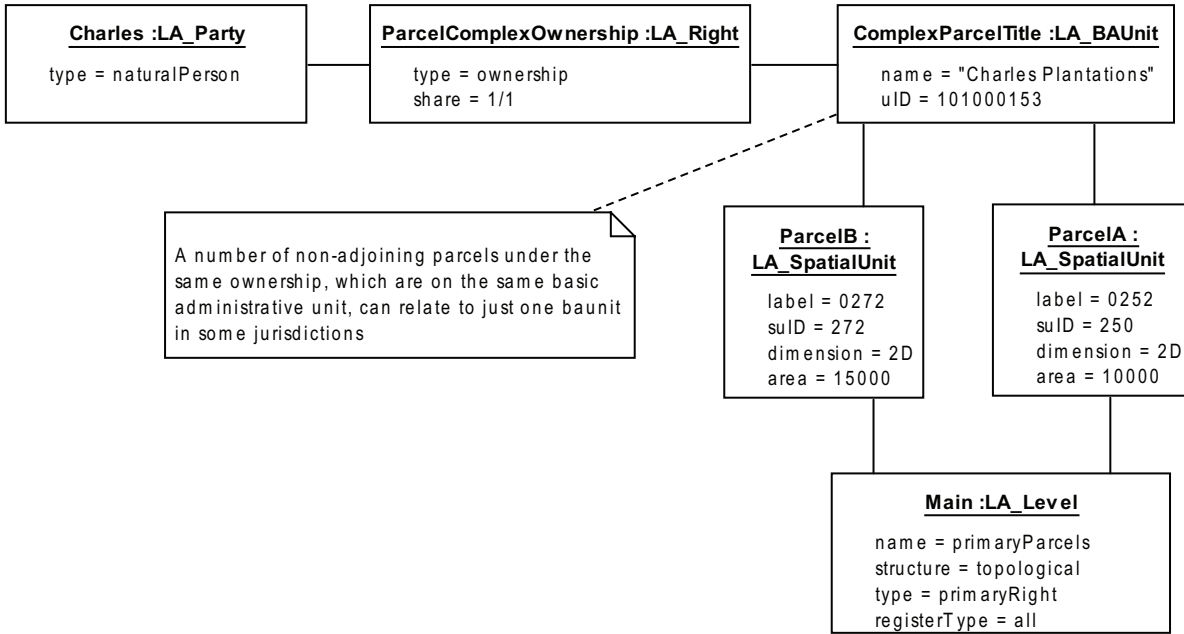 Charles :LA_Party
type = naturalPerson
ParcelComplexOwnership :LA_Right
type = ownership
share = 1/1
ComplexParcelTitle :LA_BAUnit
name = "Charles Plantations"
uID = 101000153
A number of non-adjoining parcels under the
same ownership, which are on the same basic
administrative unit, can relate to just one baunit
in some jurisdictions
ParcelB :
LA_SpatialUnit
label = 0272
suID = 272
dimension = 2D
area = 15000
ParcelA :
LA_SpatialUnit
label = 0252
suID = 250
dimension = 2D
area = 10000
Main :LA_Level
name = primaryParcels
structure = topological
type = primaryRight
registerType = all